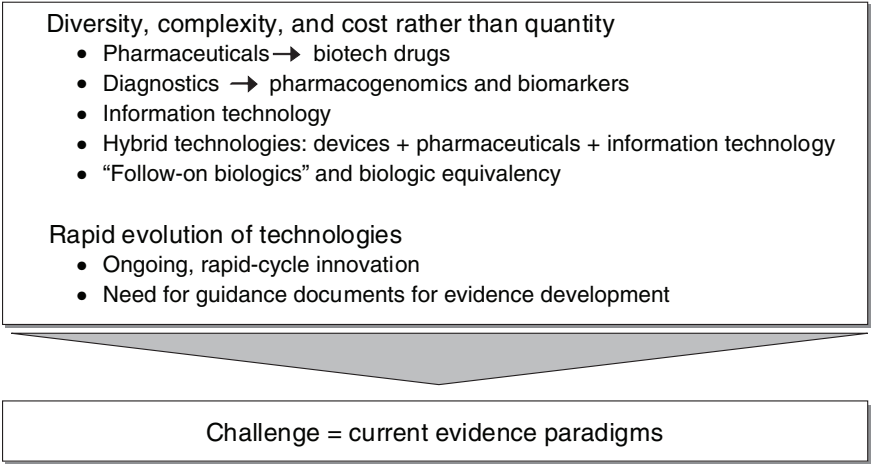 Diversity, complexity, and cost rather than quantity
• Pharmaceuticals → biotech drugs
• Diagnostics → pharmacogenomics and biomarkers
• Information technology
• Hybrid technologies: devices + pharmaceuticals + information technology
• “Follow-on biologics” and biologic equivalency
Rapid evolution of technologies
• Ongoing, rapid-cycle innovation
• Need for guidance documents for evidence development
Challenge = current evidence paradigms